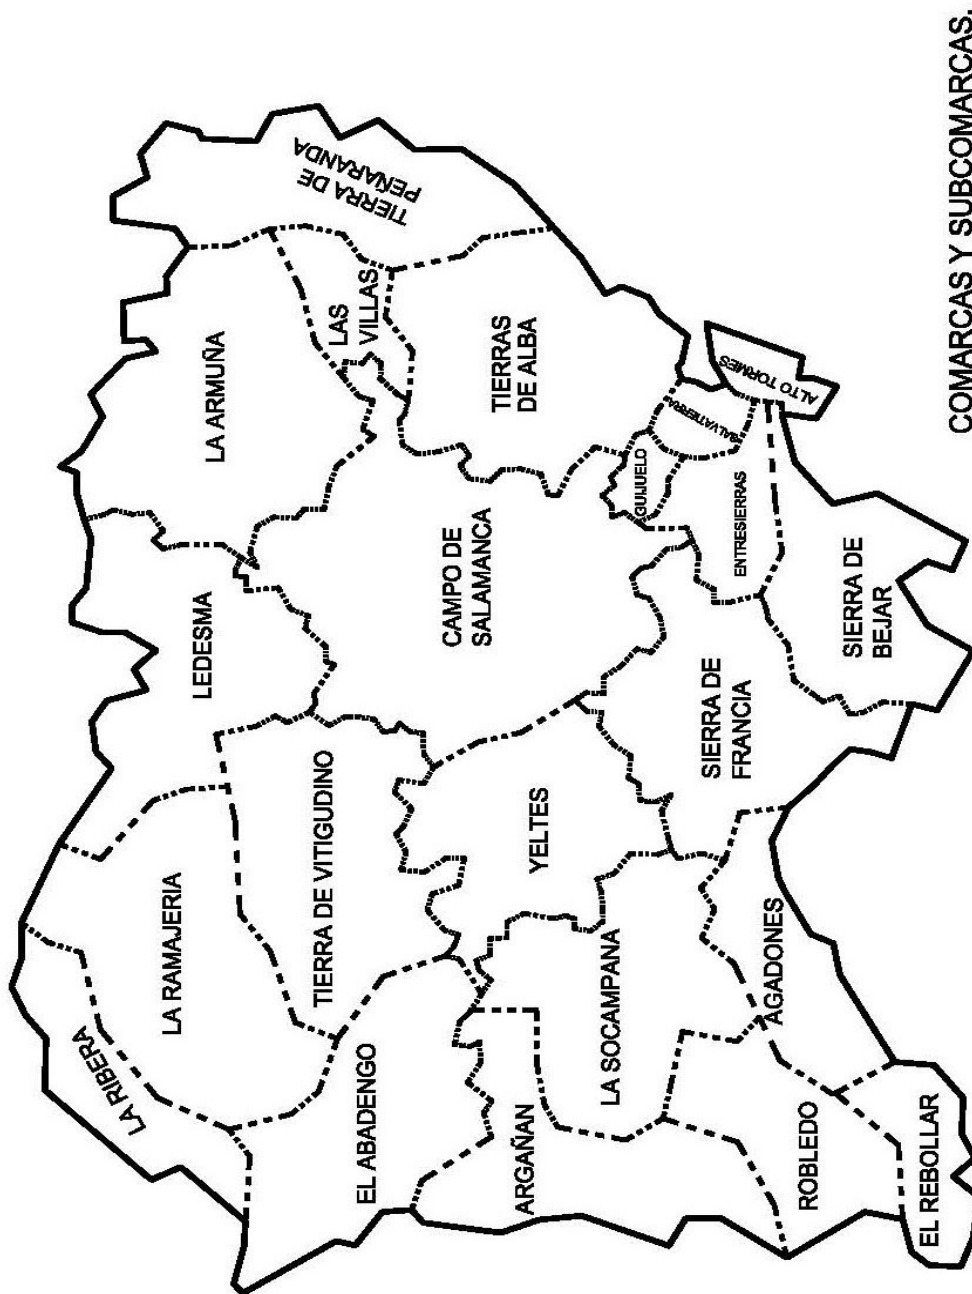 LA RIBERA
LA RAMAJERIA
LEDESMA
LA ARMUÑA
TIERRA DE
PEÑARANDA
LAS
VILLAS
TIERRA DE VITIGUDINO
EL ABADENGO
CAMPO DE
SALAMANCA
TIERRAS
DE ALBA
YELTES
ARGAÑAN
LA SOCAMPANA
GUIJUELO
SALVATIERRA
ALTO TORMES
ENTRESIERRAS
SIERRA DE
FRANCIA
SIERRA DE
BEJAR
AGADONES
ROBLEDO
EL REBOLLAR
COMARCAS Y SUBCOMARCAS.